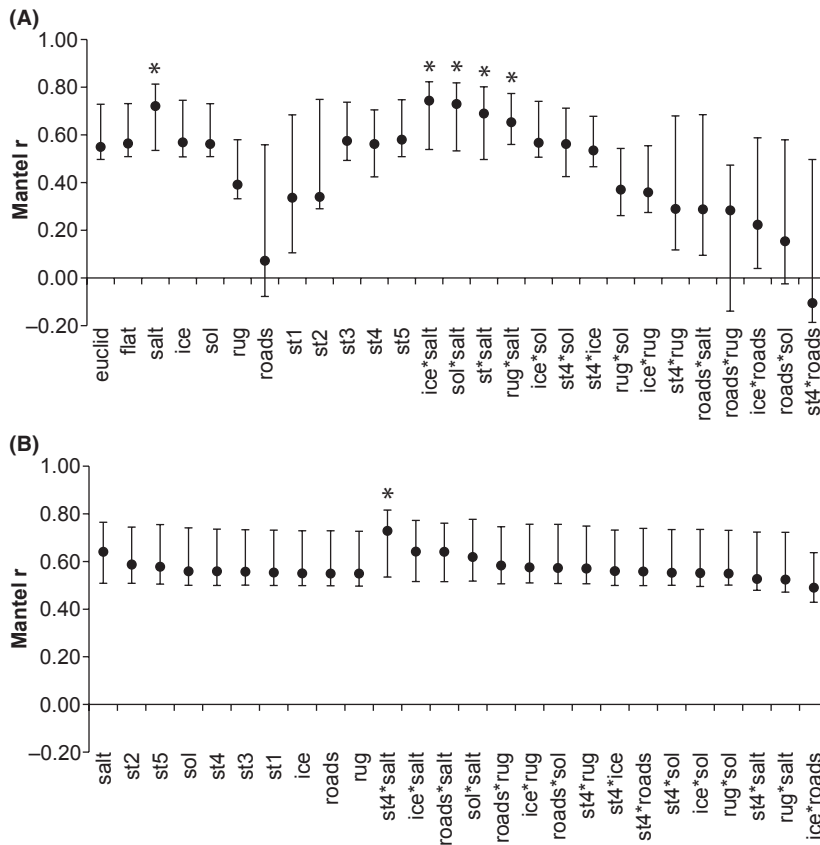 (A)
1.00
0.80
0.60
0.40
0.20
0.00
–0.20
Mantel r
* * * * *
euclid
flat
salt
ice
sol
rug
roads
st1
st2
st3
st4
st5
ice*salt
sol*salt
st*salt
rug*salt
ice*sol
st4*sol
st4*ice
rug*sol
ice*rug
st4*rug
roads*salt
roads*rug
ice*roads
roads*sol
st4*roads
(B)
1.00
0.80
0.60
0.40
0.20
0.00
–0.20
Mantel r
*
salt
st2
st5
sol
st4
st3
st1
ice
roads
rug
st4*salt
ice*salt
roads*salt
sol*salt
roads*rug
ice*rug
roads*sol
st4*rug
st4*ice
st4*roads
st4*sol
ice*sol
rug*sol
st4*salt
rug*salt
ice*roads